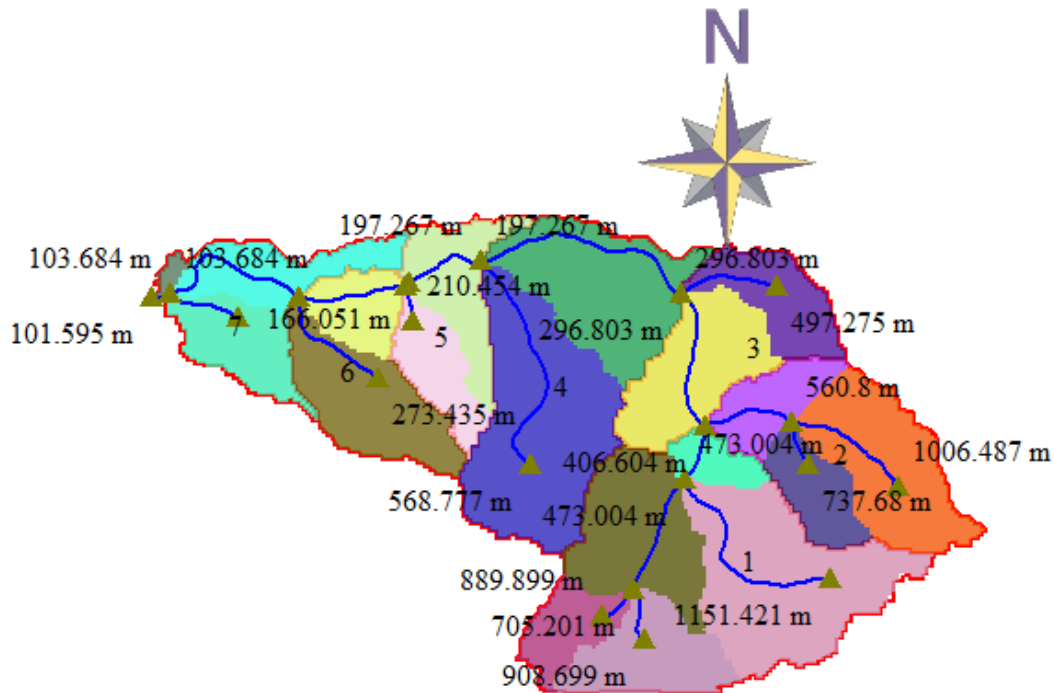 N
197.267 m
197.267 m
103.684 m
103.684 m
296.803 m
210.454 m
101.595 m
7
166.051 m
5
296.803 m
497.275 m
3
6
4
560.8 m
273.435 m
473.004 m
1006.487 m
406.604 m
2
568.777 m
473.004 m
737.68 m
1
889.899 m
705.201 m
1151.421 m
908.699 m